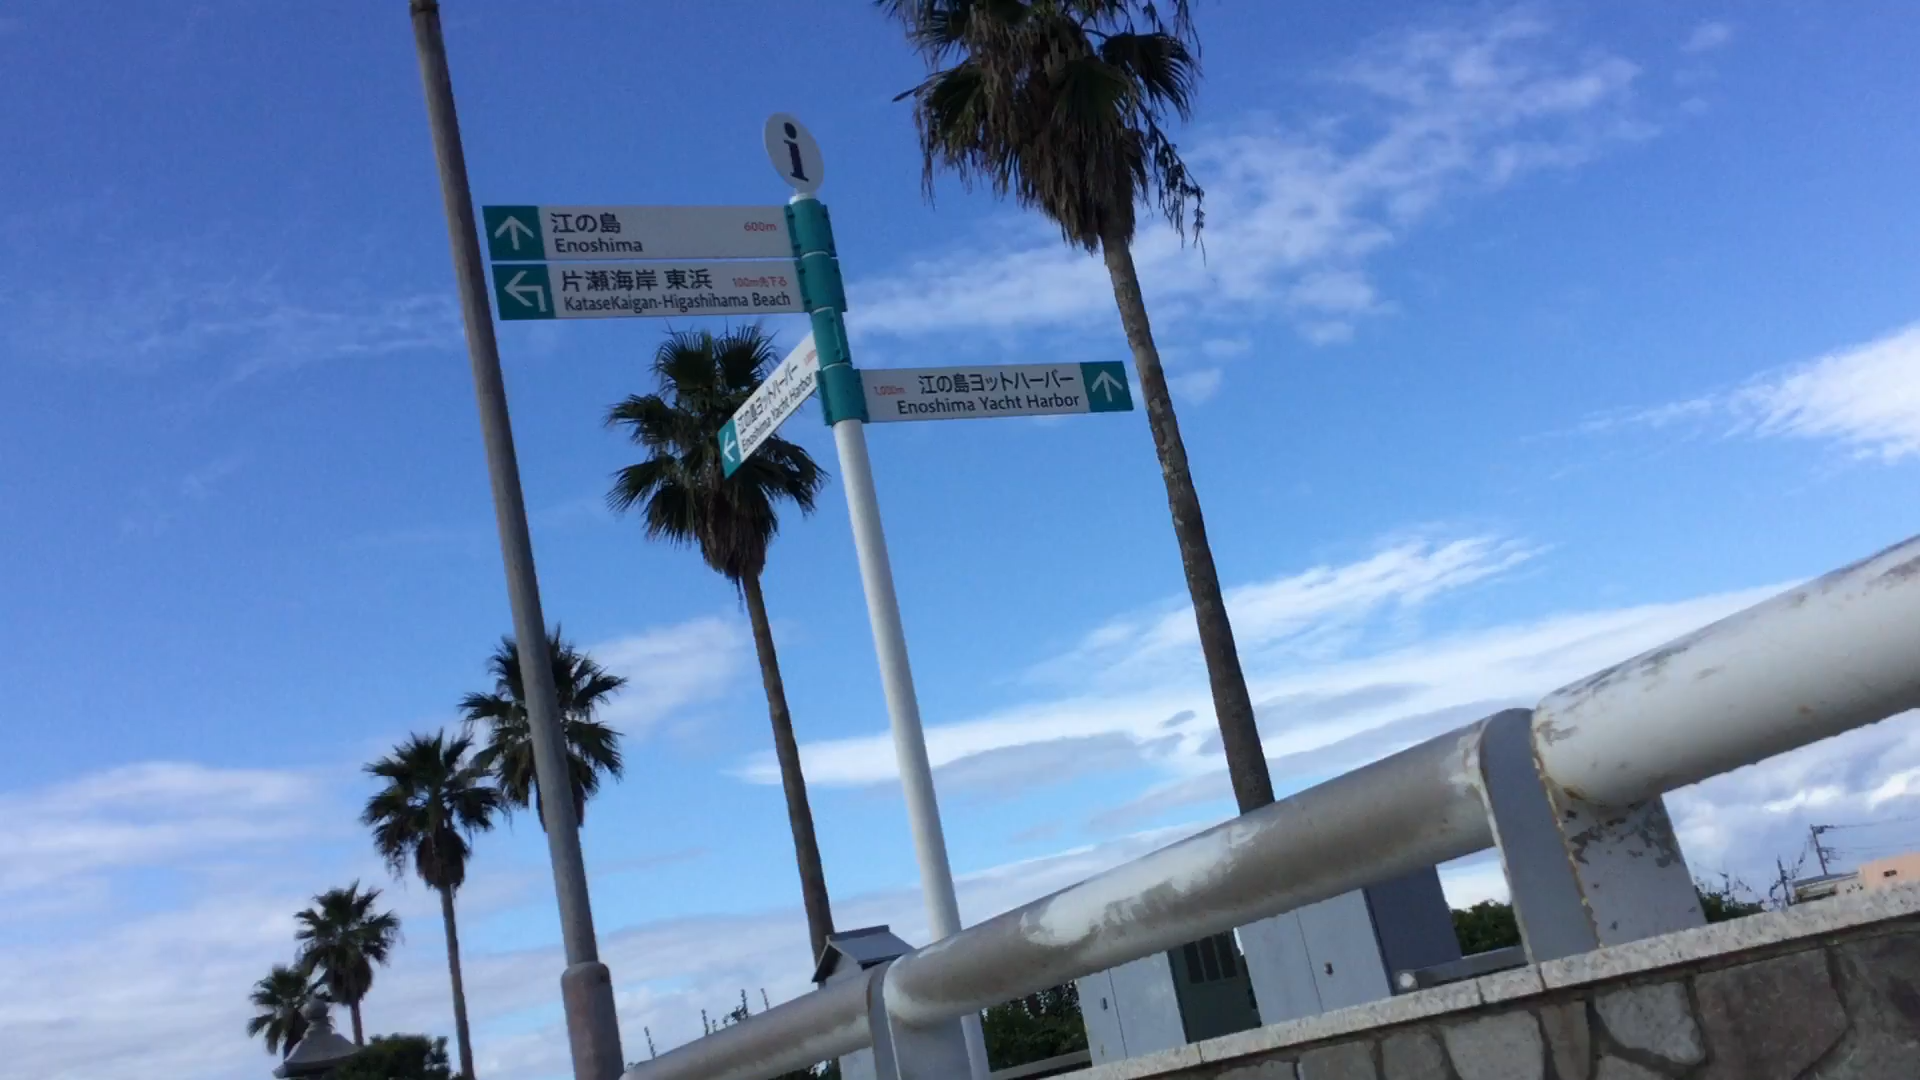 i
江の島 600m
Enoshima
片瀬海岸 東浜 100m先下る
KataseKaigan-Higashihama Beach
江の島ヨットハーバー
Enoshima Yacht Harbor
1,000m 江の島ヨットハーバー
Enoshima Yacht Harbor